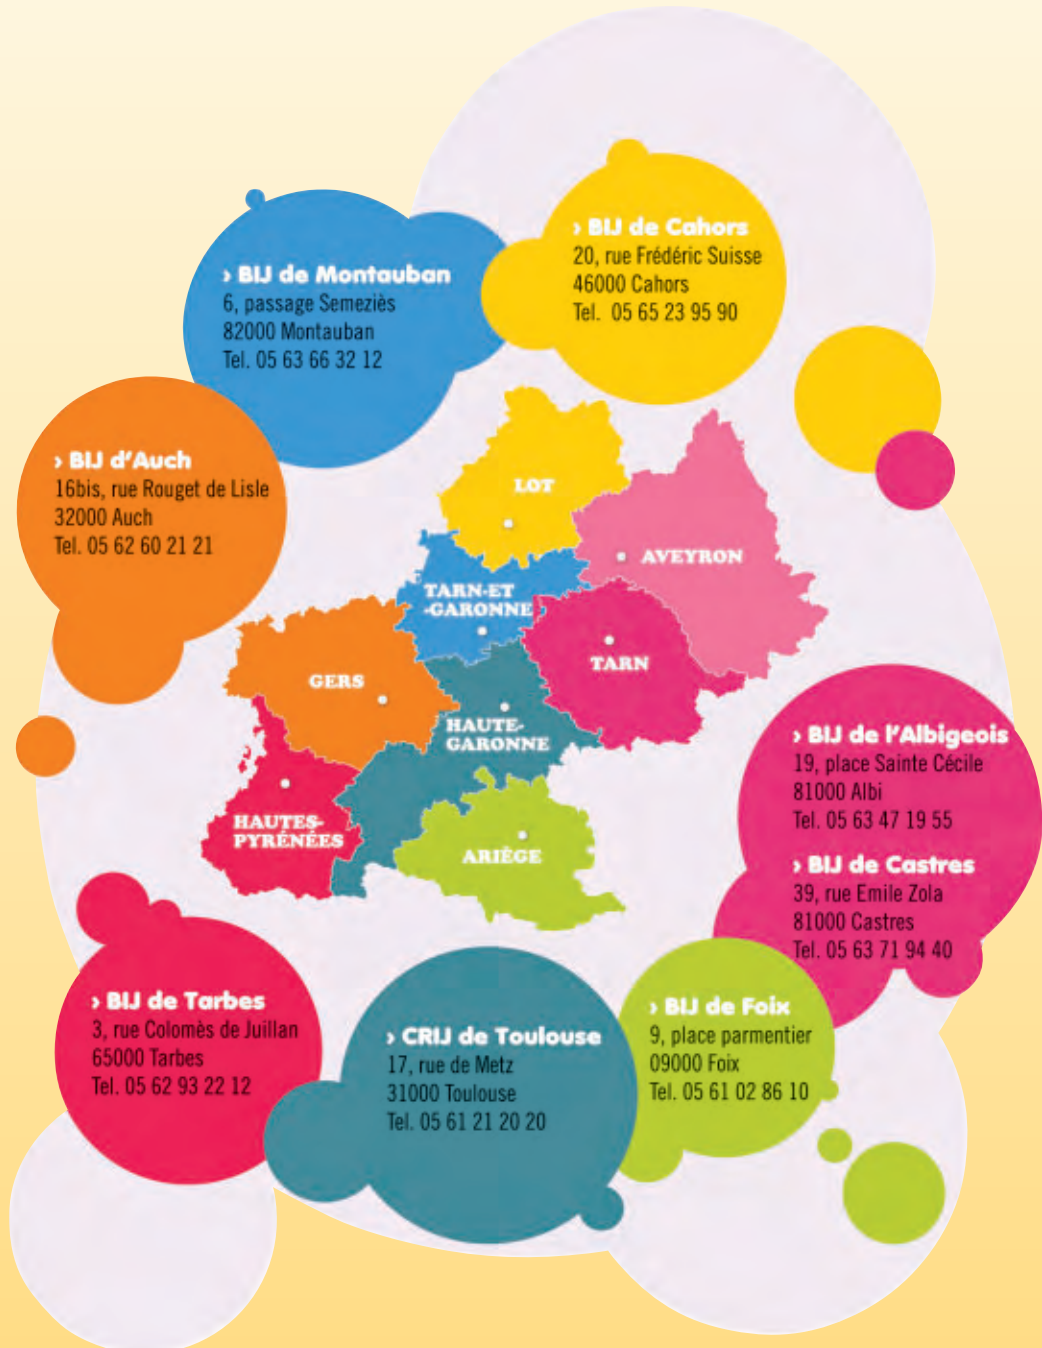 › BIJ de Cahors
20, rue Frédéric Suisse
46000 Cahors
Tel. 05 65 23 95 90
› BIJ de Montauban
6, passage Semeziès
82000 Montauban
Tel. 05 63 66 32 12
› BIJ d'Auch
16bis, rue Rouget de Lisle
32000 Auch
Tel. 05 62 60 21 21
LOT
AVEYRON
TARN-ET
-GARONNE
TARN
GERS
HAUTE-
GARONNE
HAUTES-
PYRÉNÉES
ARIÈGE
› BIJ de l'Albigeois
19, place Sainte Cécile
81000 Albi
Tel. 05 63 47 19 55
› BIJ de Castres
39, rue Emile Zola
81000 Castres
Tel. 05 63 71 94 40
› BIJ de Tarbes
3, rue Colomès de Juillan
65000 Tarbes
Tel. 05 62 93 22 12
› CRIJ de Toulouse
17, rue de Metz
31000 Toulouse
Tel. 05 61 21 20 20
› BIJ de Foix
9, place parmentier
09000 Foix
Tel. 05 61 02 86 10